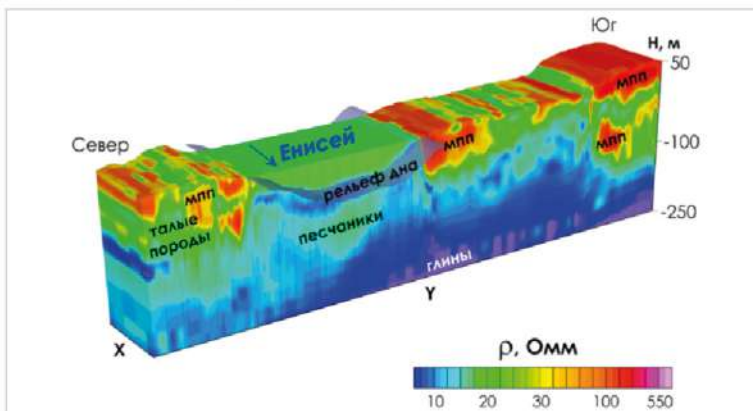 Юг
H, м
50
мпп
Север
Енисей
мпп
-100
мпп
мпп
рельеф дна
талые
породы
песчаники
-250
глины
Y
X
ρ, Омм
10 20 30 100 550